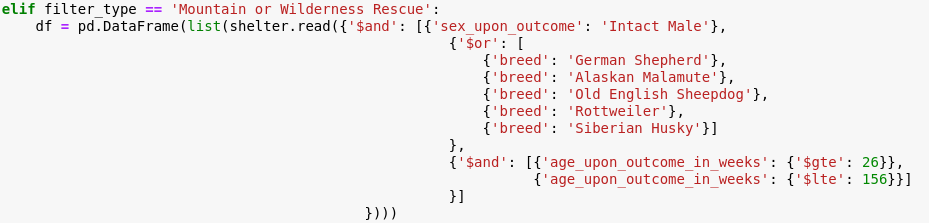 elif filter_type == 'Mountain or Wilderness Rescue':
    df = pd.DataFrame(list(shelter.read({'$and': [{'sex_upon_outcome': 'Intact Male'},
                                                  {'$or': [
                                                      {'breed': 'German Shepherd'},
                                                      {'breed': 'Alaskan Malamute'},
                                                      {'breed': 'Old English Sheepdog'},
                                                      {'breed': 'Rottweiler'},
                                                      {'breed': 'Siberian Husky'}]
                                                  },
                                                  {'$and': [{'age_upon_outcome_in_weeks': {'$gte': 26}},
                                                            {'age_upon_outcome_in_weeks': {'$lte': 156}}]
                                                  }]
                                        })))